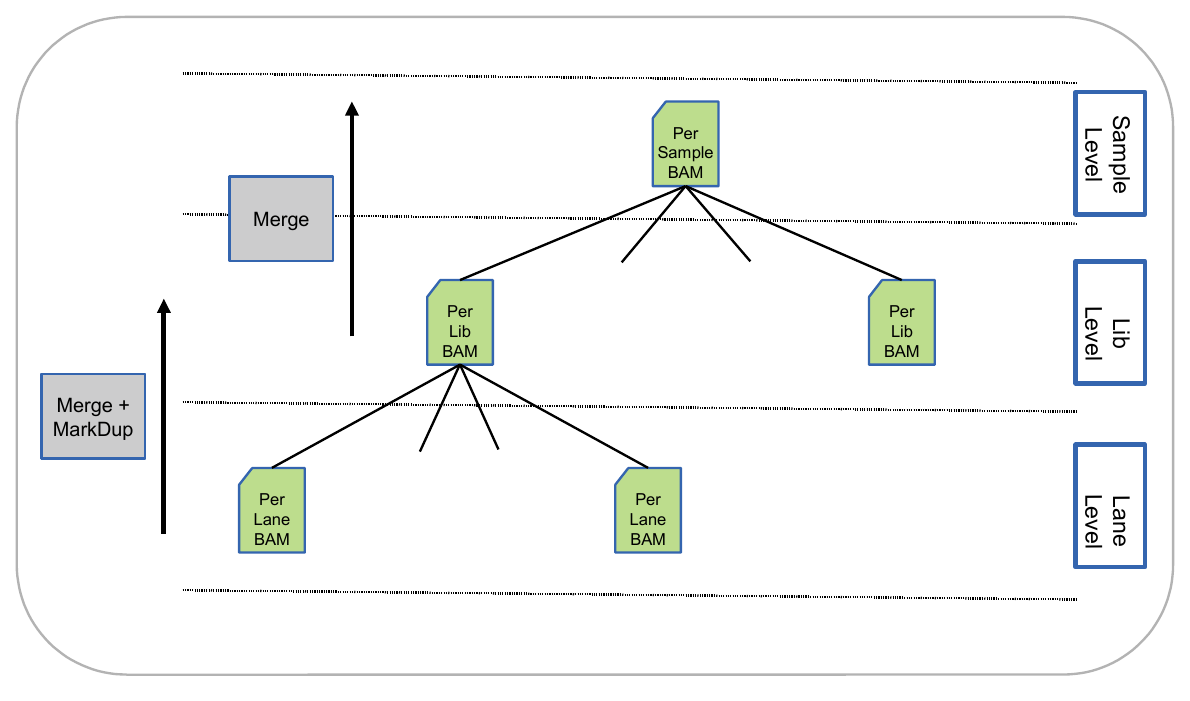 Per
Sample
BAM
Sample
Level
Merge
Per
Lib
BAM
Per
Lib
BAM
Lib
Level
Merge +
MarkDup
Per
Lane
BAM
Per
Lane
BAM
Lane
Level